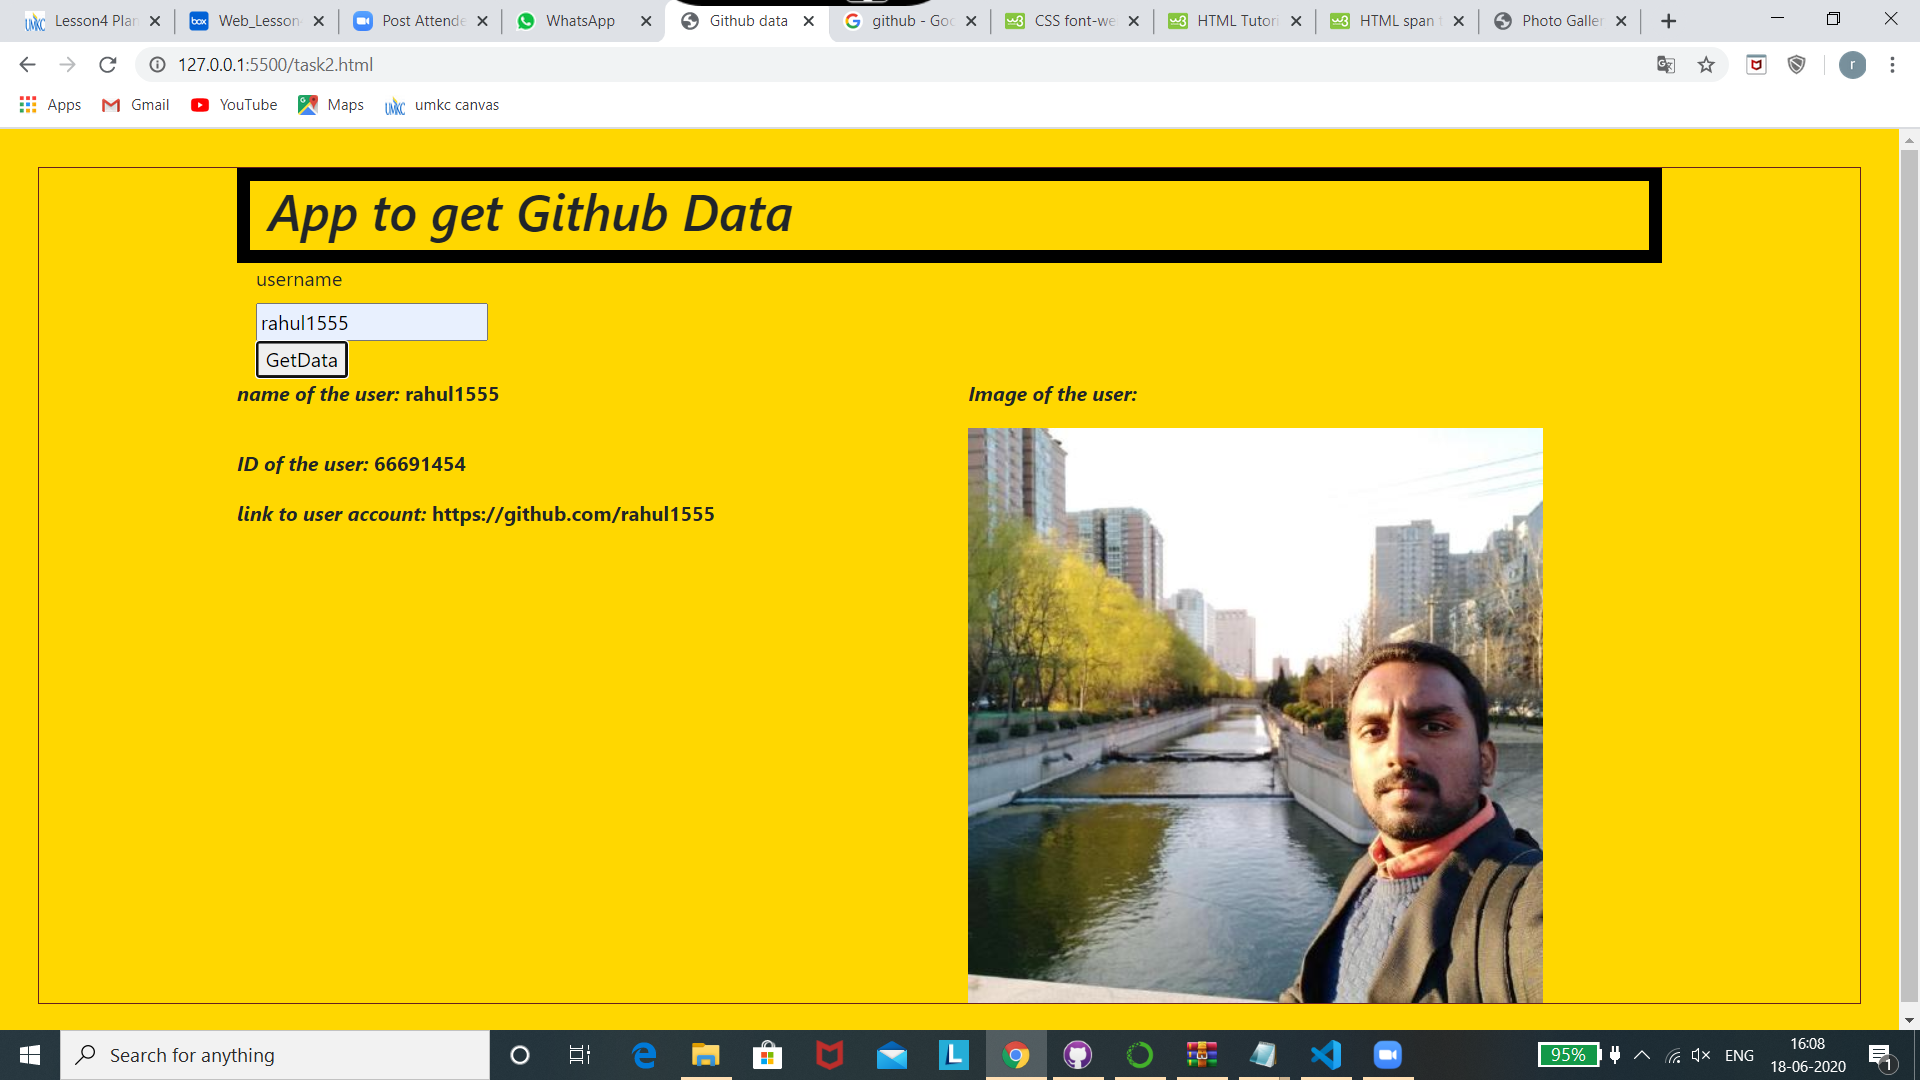 Lesson4 Plan
Web_Lesson
Post Attende
WhatsApp
Github data
github - Goo
CSS font-we
HTML Tutori
HTML span t
Photo Galler
127.0.0.1:5500/task2.html
r
Apps
Gmail
YouTube
Maps
umkc canvas
App to get Github Data
username
rahul1555
GetData
name of the user: rahul1555
Image of the user:
ID of the user: 66691454
link to user account: https://github.com/rahul1555
Search for anything
95%
ENG
16:08
18-06-2020
1